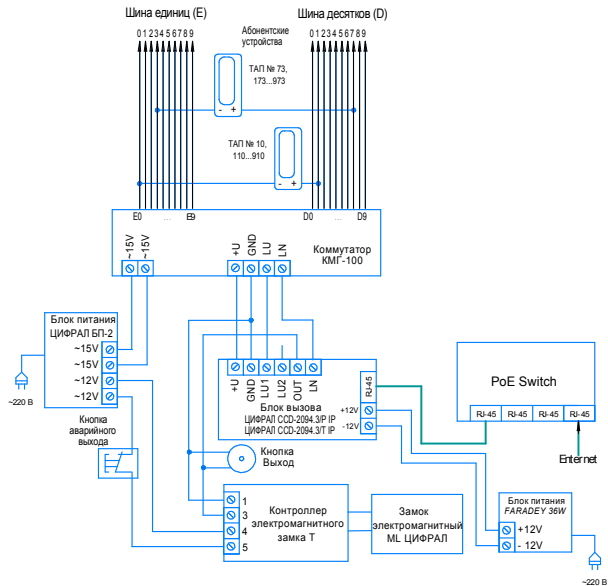 Шина единиц (E)
Шина десятков (D)
0 1 2 3 4 5 6 7 8 9
Абонентские
устройства
0 1 2 3 4 5 6 7 8 9
ТАП № 73,
173...973
- +
ТАП № 10,
110...910
- +
E0 ... E9
D0 ... D9
~15V
~15V
+U
GND
LU
LN
Коммутатор
КМГ-100
Блок питания
ЦИФРАЛ БП-2
~15V
~15V
~12V
~12V
~220 В
+U
GND
LU1
LU2
OUT
LN
RJ-45
Блок вызова
ЦИФРАЛ CCD-2094.3/P IP
ЦИФРАЛ CCD-2094.3/T IP
+12V
-12V
PoE Switch
RJ-45 RJ-45 RJ-45 RJ-45
Enternet
Кнопка
аварийного
выхода
Кнопка
Выход
1
3
4
5
Контроллер
электромагнитного
замка T
Замок
электромагнитный
ML ЦИФРАЛ
Блок питания
FARADEY 36W
+12V
- 12V
~220 В